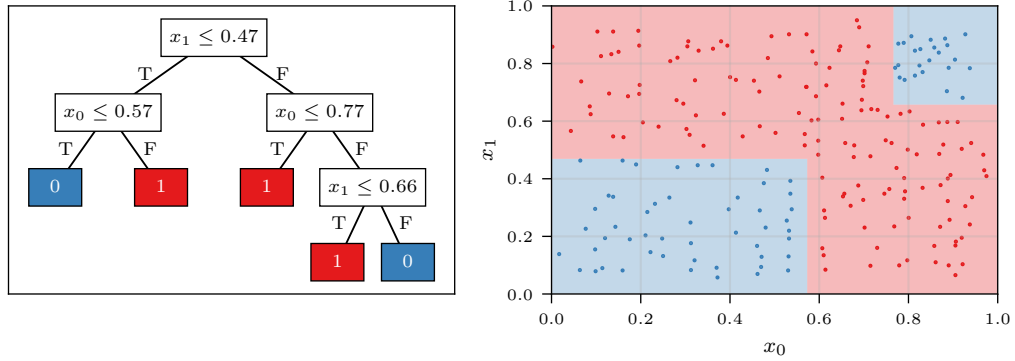 x₁ ≤ 0.47
T F
x₀ ≤ 0.57 x₀ ≤ 0.77
T F T F
0 1 1 x₁ ≤ 0.66
T F
1 0
1.0
0.8
0.6
0.4
0.2
0.0
x₁
0.0 0.2 0.4 0.6 0.8 1.0
x₀